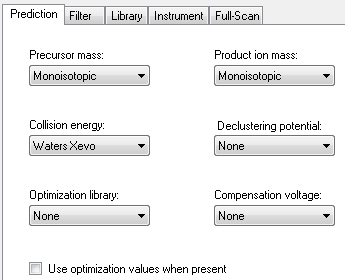 Prediction Filter Library Instrument Full-Scan
Precursor mass: Product ion mass:
Monoisotopic Monoisotopic
Collision energy: Declustering potential:
Waters Xevo None
Optimization library: Compensation voltage:
None None
Use optimization values when present